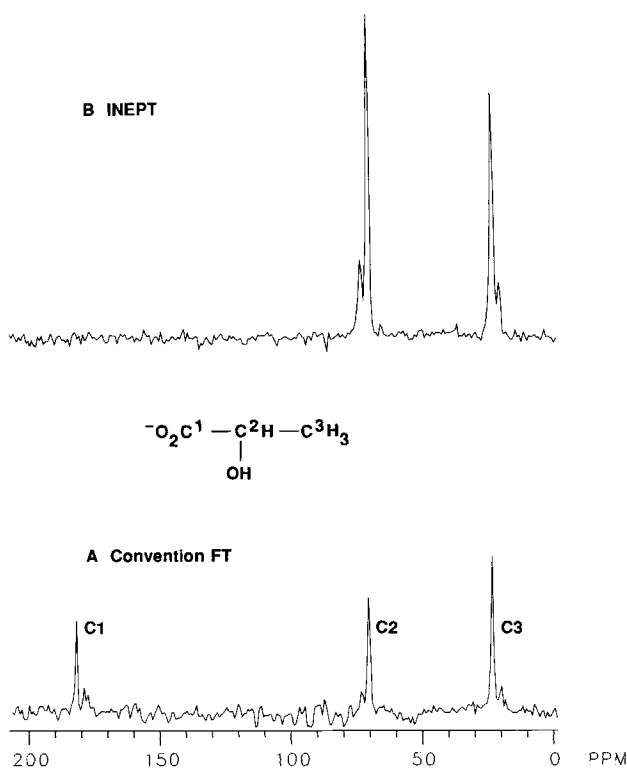 B INEPT
⁻O₂C¹ — C²H — C³H₃
OH
A Convention FT
C1 C2 C3
200 150 100 50 0 PPM